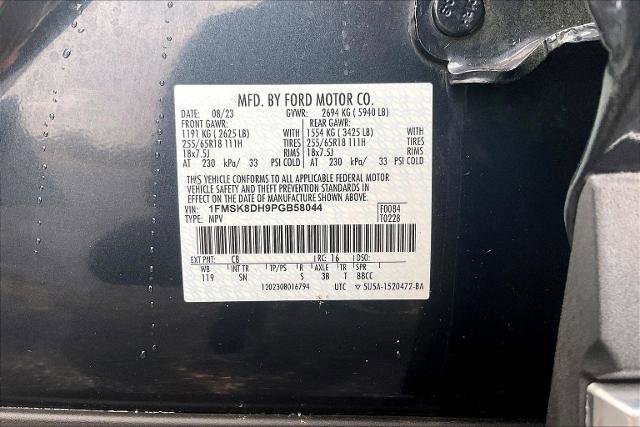 MFD. BY FORD MOTOR CO.
DATE: 08/23 GVWR: 2694 KG ( 5940 LB)
FRONT GAWR: REAR GAWR:
1191 KG ( 2625 LB) WITH 1554 KG ( 3425 LB) WITH
255/65R18 111H TIRES 255/65R18 111H TIRES
18x7.5J RIMS 18x7.5J RIMS
AT 230 kPa/ 33 PSI COLD AT 230 kPa/ 33 PSI COLD
THIS VEHICLE CONFORMS TO ALL APPLICABLE FEDERAL MOTOR
VEHICLE SAFETY AND THEFT PREVENTION STANDARDS IN
EFFECT ON THE DATE OF MANUFACTURE SHOWN ABOVE.
VIN: 1FMSK8DH9PGB58044 F0084
TYPE: MPV T0228
EXT PNT: CB RC: 16 DSO:
WB INT TR TP/PS R AXLE TR SPR
119 SN S 3B T BBCC
1202308016794 UTC ▽ 5U5A-1520472-BA